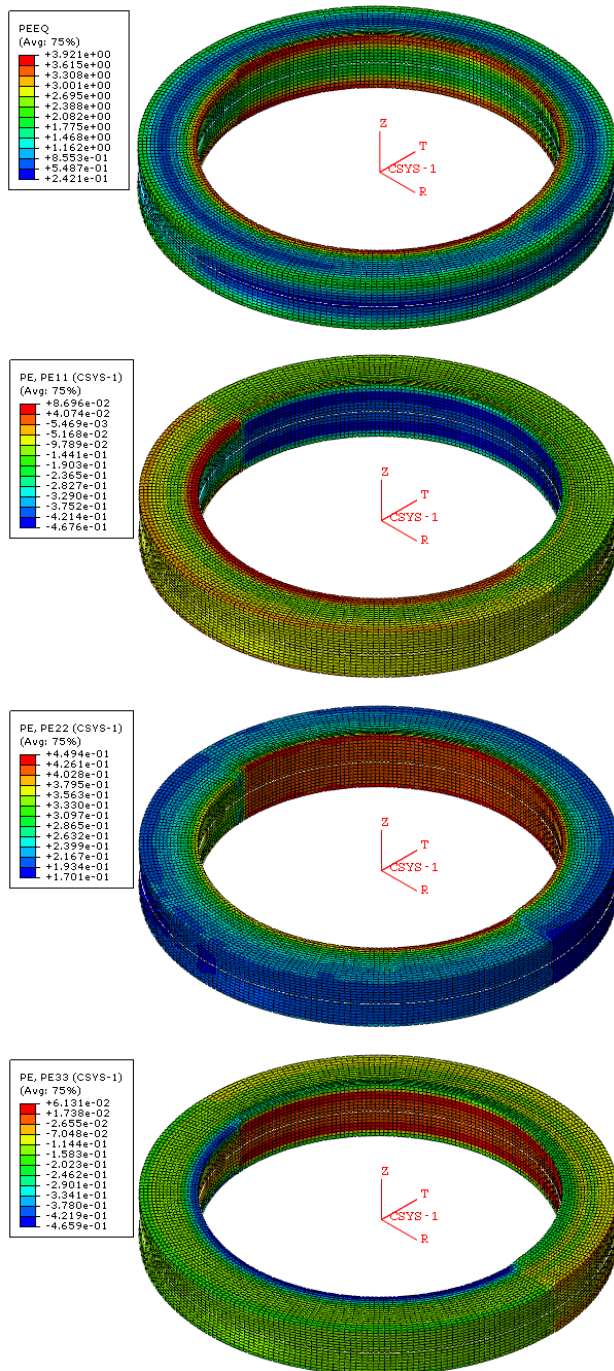 PEEQ
(Avg: 75%)
+3.921e+00
+3.615e+00
+3.308e+00
+3.001e+00
+2.695e+00
+2.388e+00
+2.082e+00
+1.775e+00
+1.468e+00
+1.162e+00
+8.553e-01
+5.487e-01
+2.421e-01
Z
T
CSYS-1
R
PE, PE11 (CSYS-1)
(Avg: 75%)
+8.696e-02
+4.074e-02
-5.469e-03
-5.168e-02
-9.789e-02
-1.441e-01
-1.903e-01
-2.365e-01
-2.827e-01
-3.290e-01
-3.752e-01
-4.214e-01
-4.676e-01
Z
T
CSYS-1
R
PE, PE22 (CSYS-1)
(Avg: 75%)
+4.494e-01
+4.261e-01
+4.028e-01
+3.795e-01
+3.563e-01
+3.330e-01
+3.097e-01
+2.865e-01
+2.632e-01
+2.399e-01
+2.167e-01
+1.934e-01
+1.701e-01
Z
T
CSYS-1
R
PE, PE33 (CSYS-1)
(Avg: 75%)
+6.131e-02
+1.738e-02
-2.655e-02
-7.048e-02
-1.144e-01
-1.583e-01
-2.023e-01
-2.462e-01
-2.901e-01
-3.341e-01
-3.780e-01
-4.219e-01
-4.659e-01
Z
T
CSYS-1
R